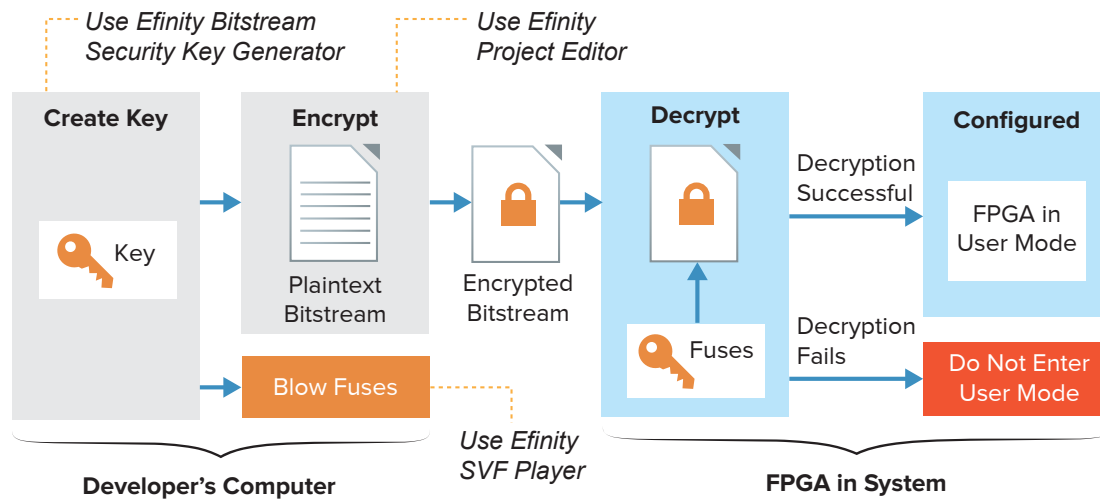 Use Efinity Bitstream
Security Key Generator
Use Efinity
Project Editor
Create Key
Key
Encrypt
Plaintext
Bitstream
Encrypted
Bitstream
Decrypt
Fuses
Decryption
Successful
Configured
FPGA in
User Mode
Decryption
Fails
Do Not Enter
User Mode
Blow Fuses
Use Efinity
SVF Player
Developer’s Computer
FPGA in System